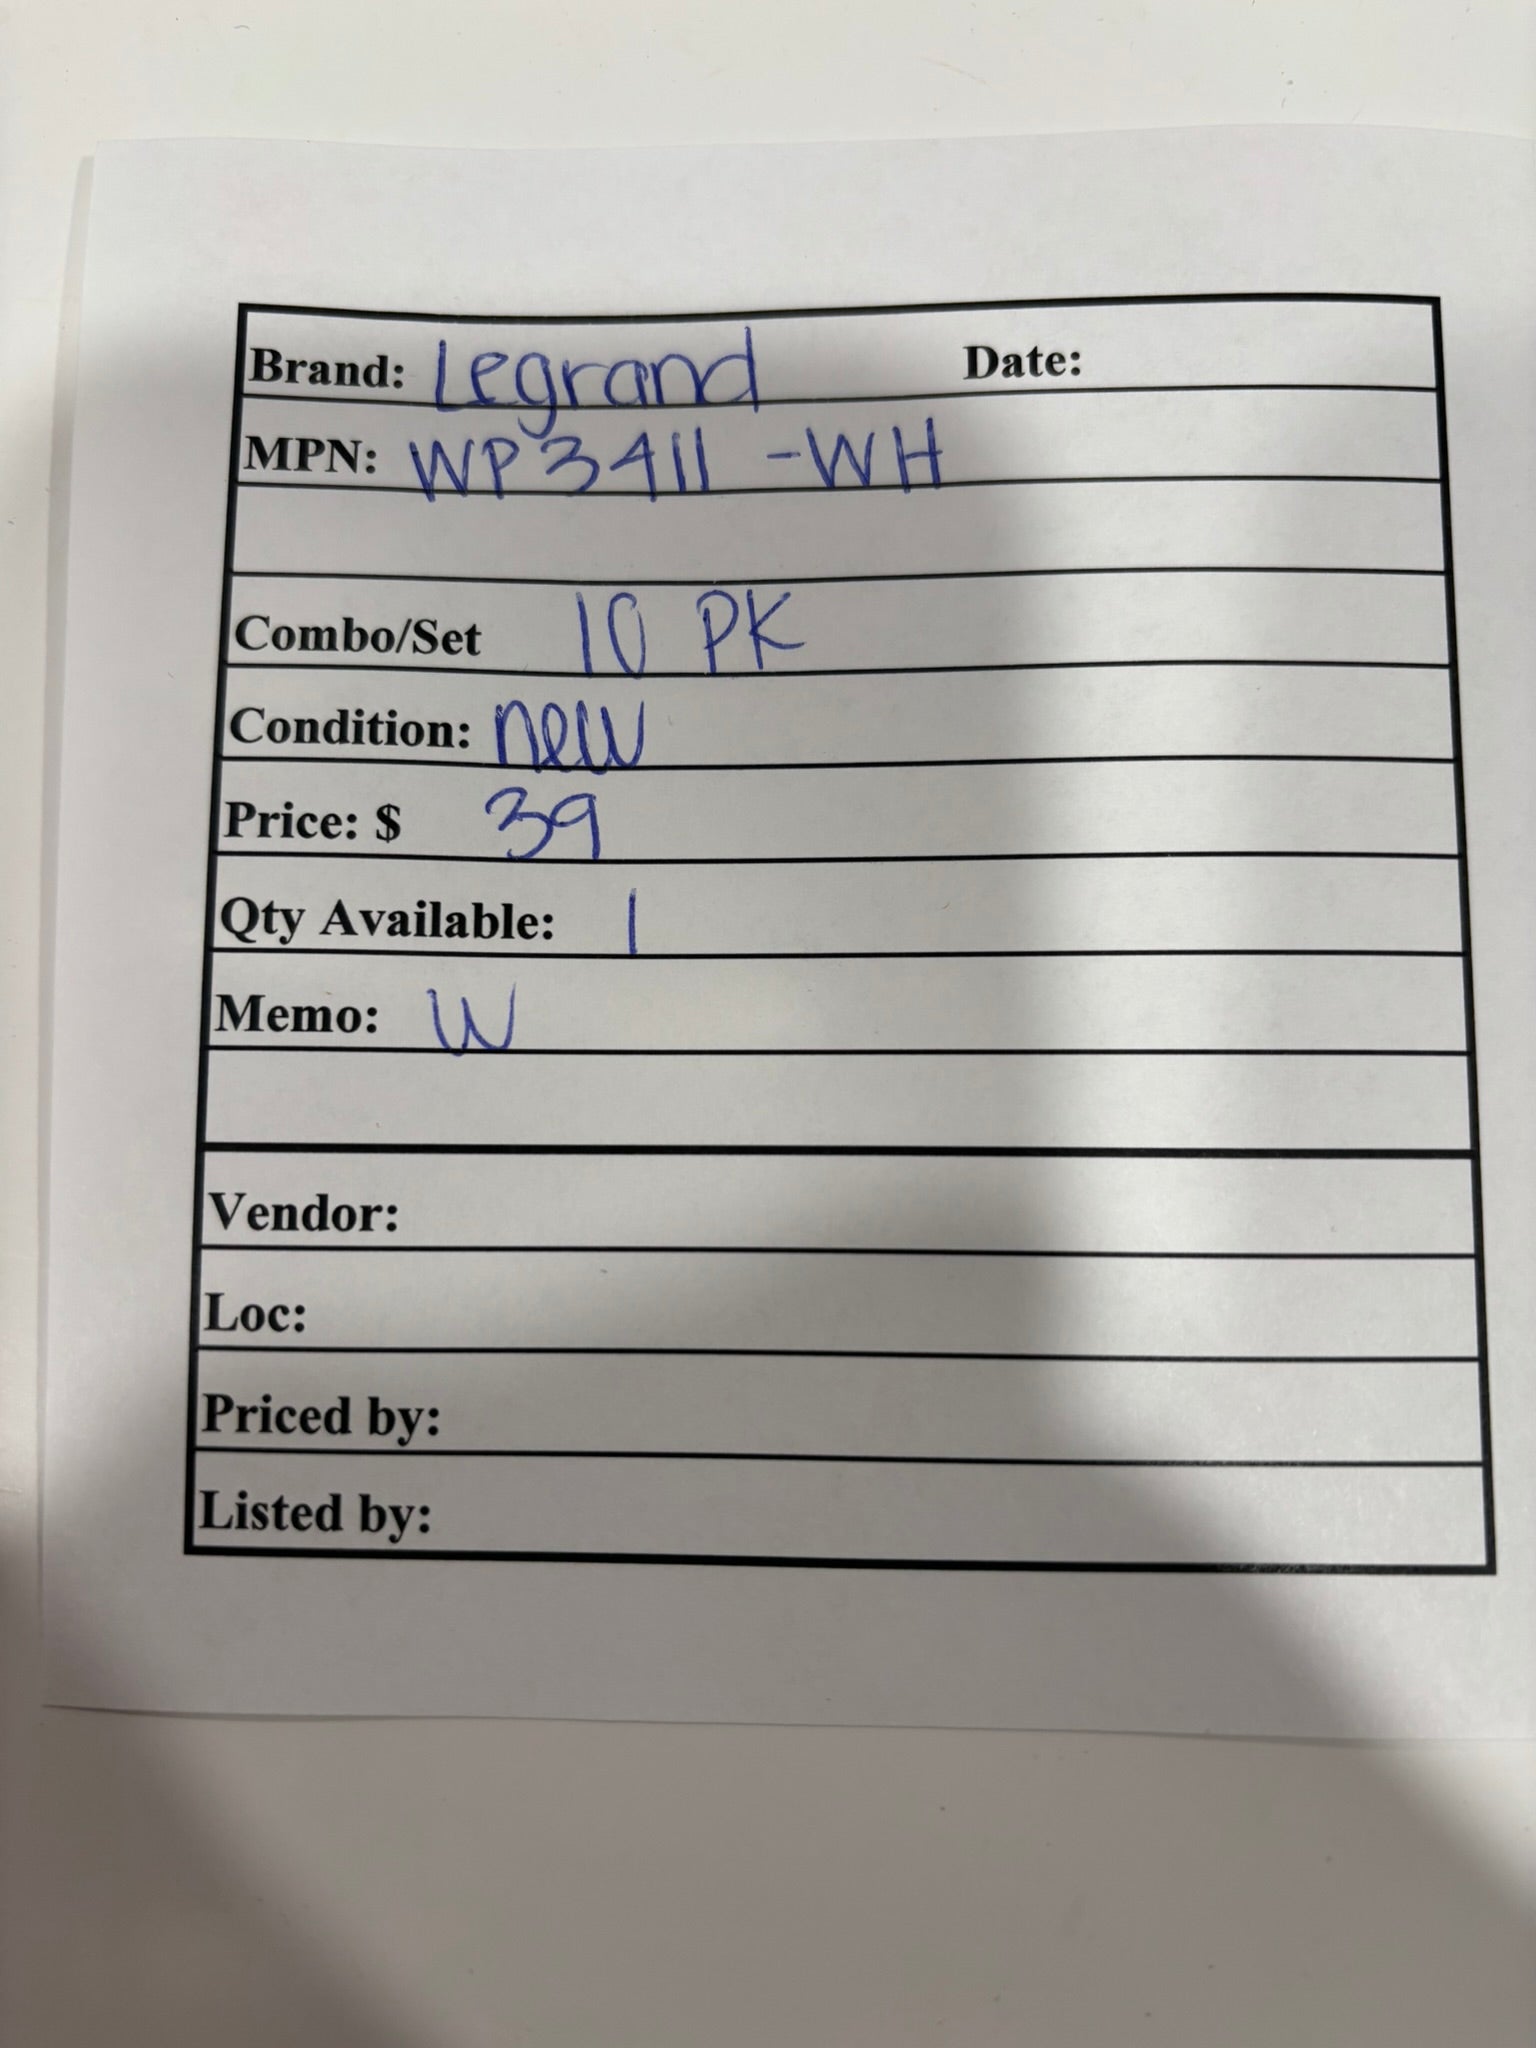 Brand: Legrand Date:
MPN: WP3411 -WH
Combo/Set 10 PK
Condition: new
Price: $ 39
Qty Available: 1
Memo: W
Vendor:
Loc:
Priced by:
Listed by: